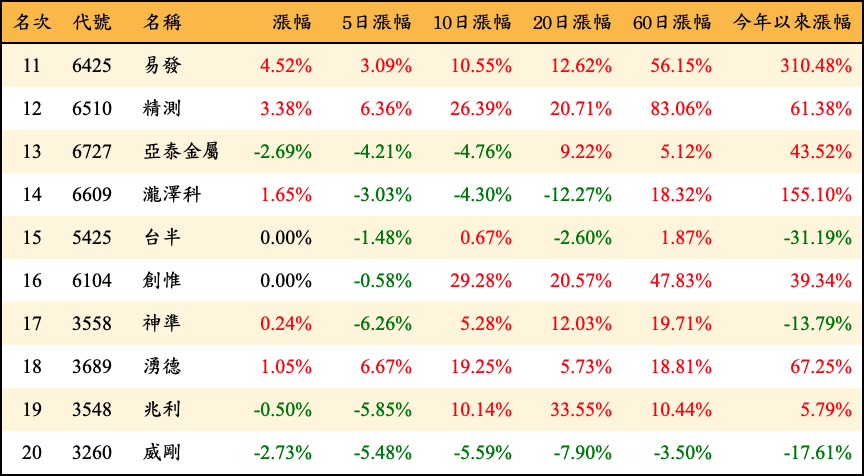 名次 代號 名稱 漲幅 5日漲幅 10日漲幅 20日漲幅 60日漲幅 今年以來漲幅
11 6425 易發 4.52% 3.09% 10.55% 12.62% 56.15% 310.48%
12 6510 精測 3.38% 6.36% 26.39% 20.71% 83.06% 61.38%
13 6727 亞泰金屬 -2.69% -4.21% -4.76% 9.22% 5.12% 43.52%
14 6609 瀧澤科 1.65% -3.03% -4.30% -12.27% 18.32% 155.10%
15 5425 台半 0.00% -1.48% 0.67% -2.60% 1.87% -31.19%
16 6104 創惟 0.00% -0.58% 29.28% 20.57% 47.83% 39.34%
17 3558 神準 0.24% -6.26% 5.28% 12.03% 19.71% -13.79%
18 3689 湧德 1.05% 6.67% 19.25% 5.73% 18.81% 67.25%
19 3548 兆利 -0.50% -5.85% 10.14% 33.55% 10.44% 5.79%
20 3260 威剛 -2.73% -5.48% -5.59% -7.90% -3.50% -17.61%